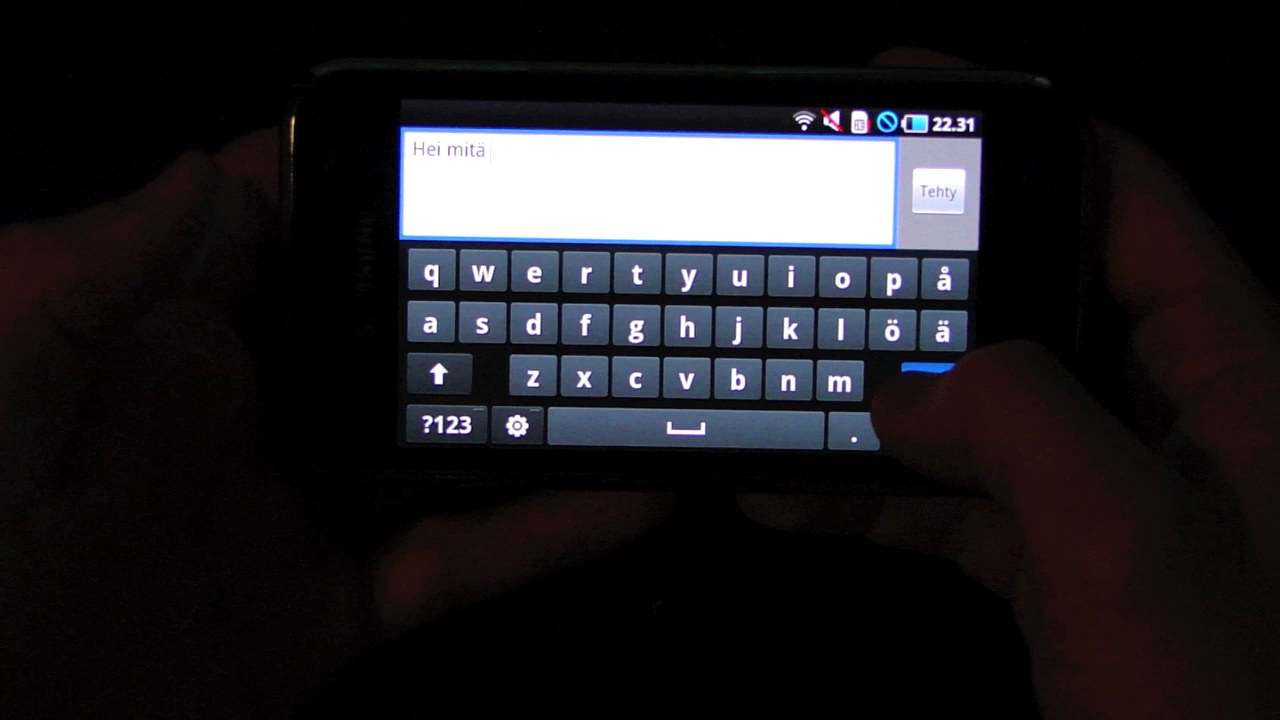 22.31
Hei mitä
Tehty
q w e r t y u i o p å
a s d f g h j k l ö ä
z x c v b n m
?123 .